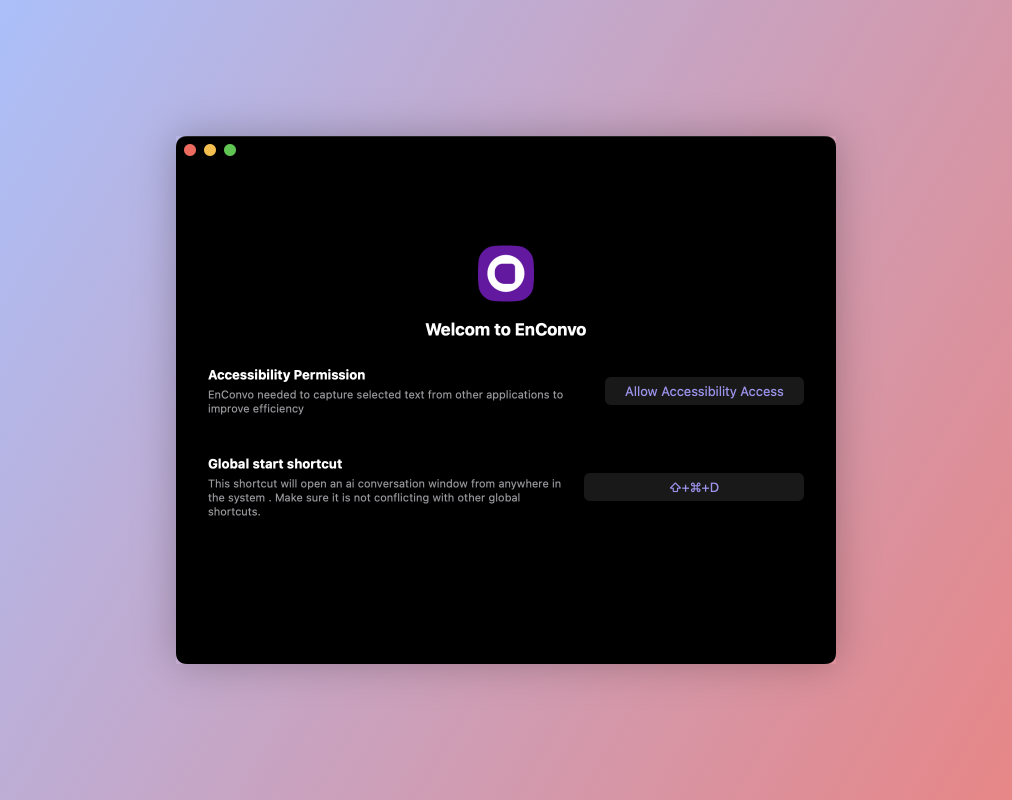 Welcom to EnConvo
Accessibility Permission
EnConvo needed to capture selected text from other applications to
improve efficiency
Allow Accessibility Access
Global start shortcut
This shortcut will open an ai conversation window from anywhere in
the system . Make sure it is not conflicting with other global
shortcuts.
⇧+⌘+D